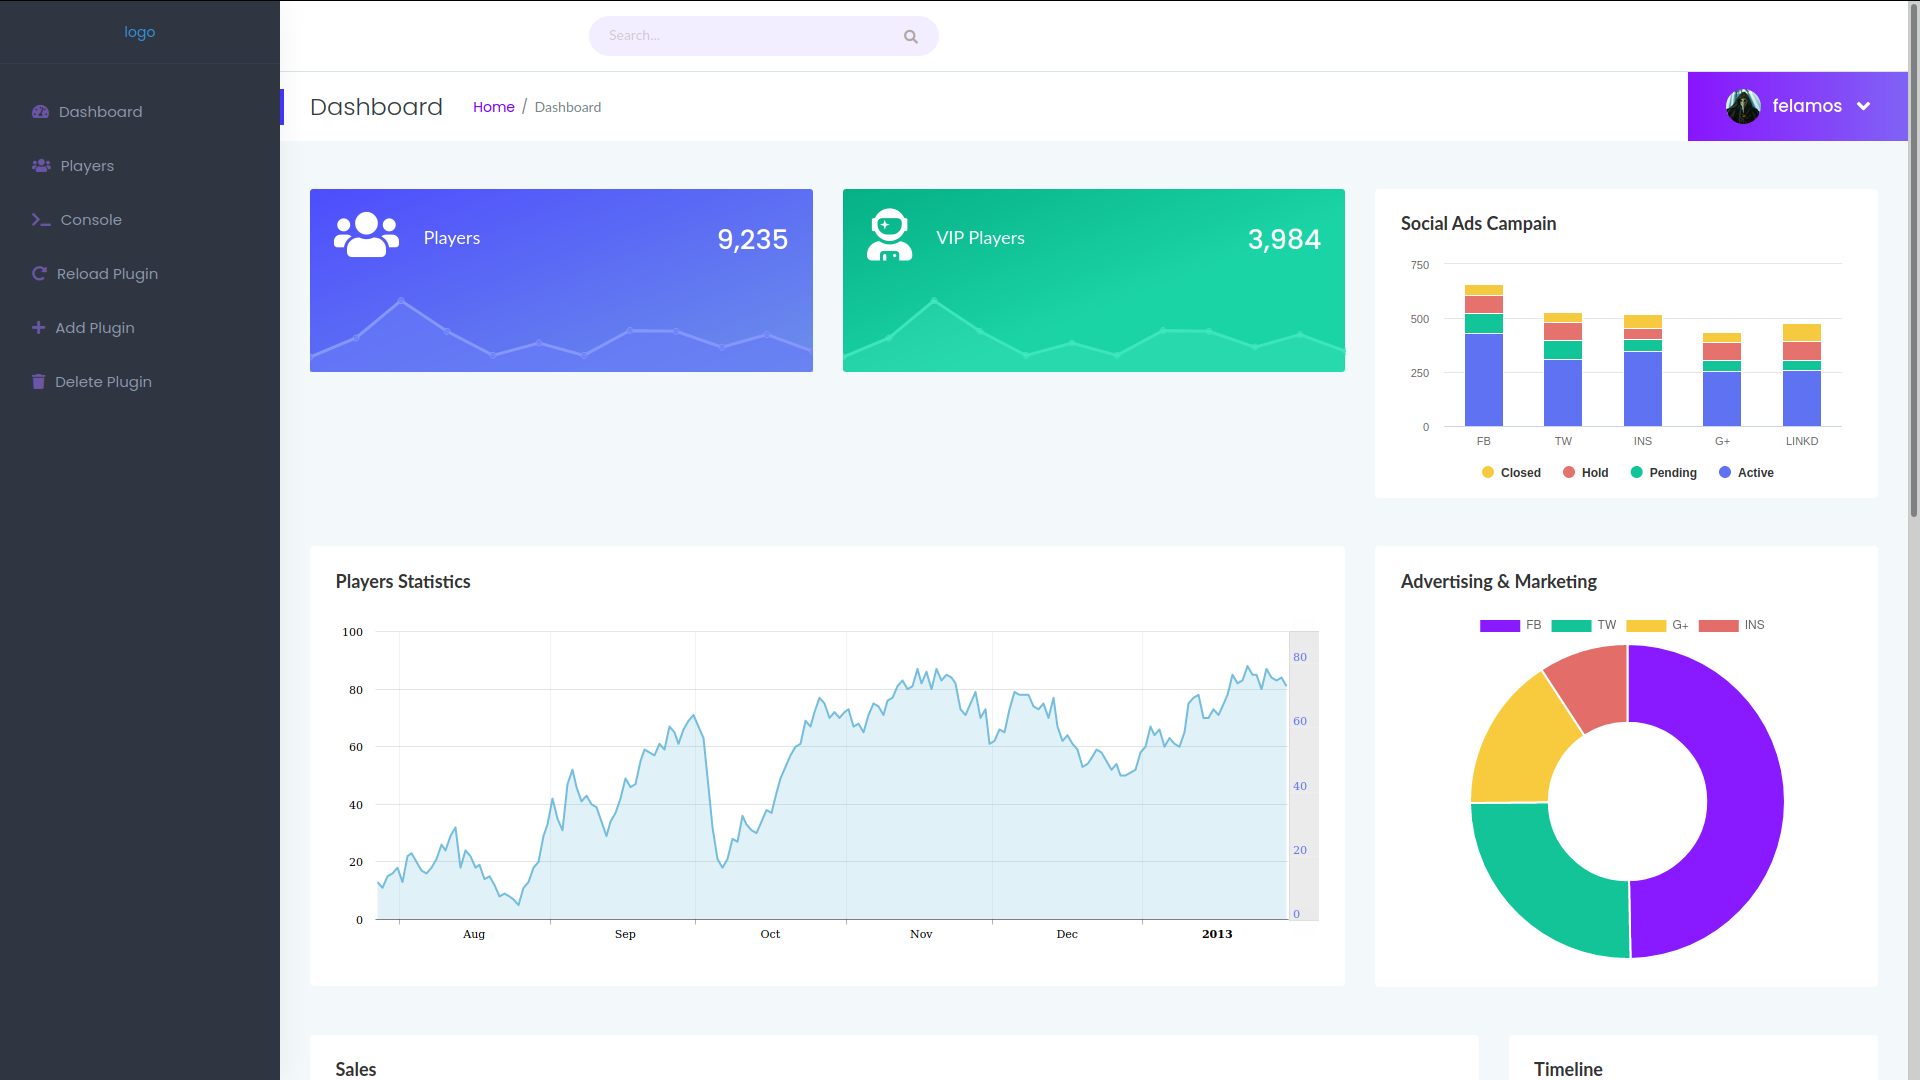 logo
Search...
Dashboard
Players
Console
Reload Plugin
Add Plugin
Delete Plugin
Dashboard
Home / Dashboard
felamos
Players
9,235
VIP Players
3,984
Social Ads Campain
750
500
250
0
FB TW INS G+ LINKD
Closed Hold Pending Active
Players Statistics
100
80
60
40
20
0
80
60
40
20
0
Aug Sep Oct Nov Dec 2013
Advertising & Marketing
FB TW G+ INS
Sales
Timeline